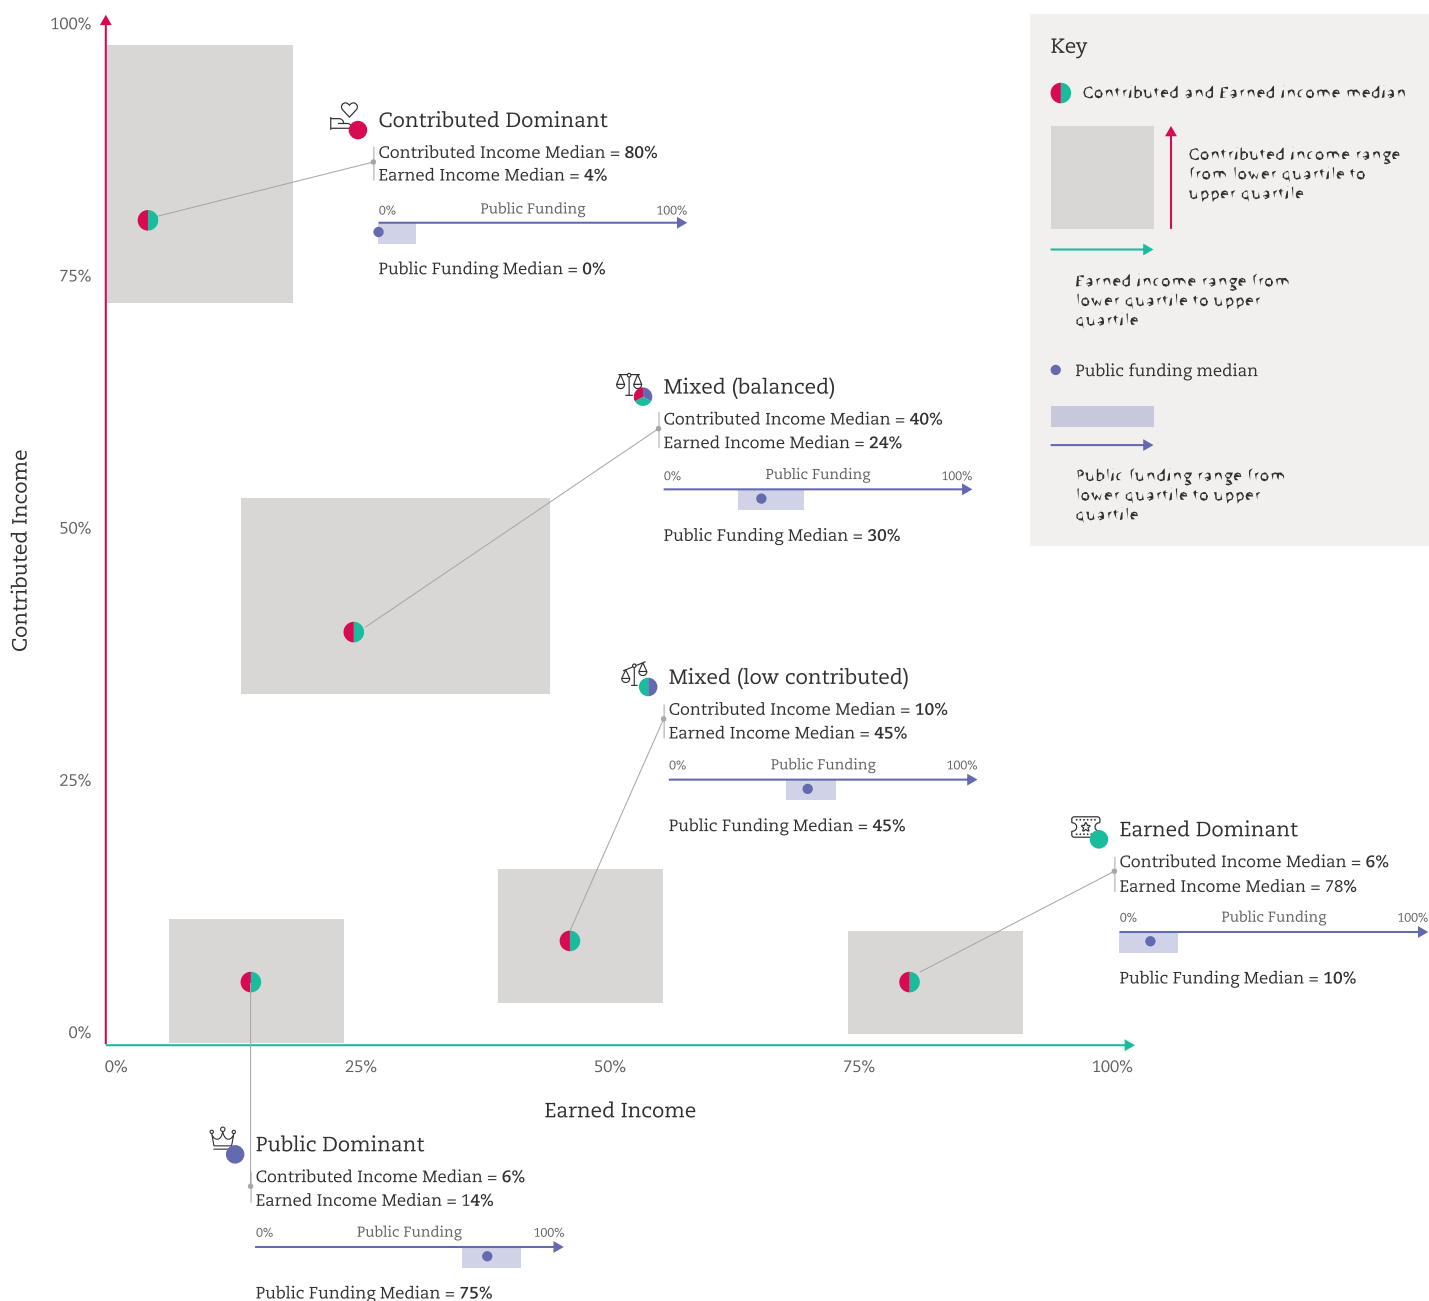 100%
75%
50%
25%
0%
Contributed Income
Contributed Dominant
Contributed Income Median = 80%
Earned Income Median = 4%
0% Public Funding 100%
Public Funding Median = 0%
Mixed (balanced)
Contributed Income Median = 40%
Earned Income Median = 24%
0% Public Funding 100%
Public Funding Median = 30%
Mixed (low contributed)
Contributed Income Median = 10%
Earned Income Median = 45%
0% Public Funding 100%
Public Funding Median = 45%
Earned Dominant
Contributed Income Median = 6%
Earned Income Median = 78%
0% Public Funding 100%
Public Funding Median = 10%
0% 25% 50% 75% 100%
Earned Income
Public Dominant
Contributed Income Median = 6%
Earned Income Median = 14%
0% Public Funding 100%
Public Funding Median = 75%
Key
Contributed and Earned income median
Contributed income range
from lower quartile to
upper quartile
Earned income range from
lower quartile to upper
quartile
Public funding median
Public funding range from
lower quartile to upper
quartile